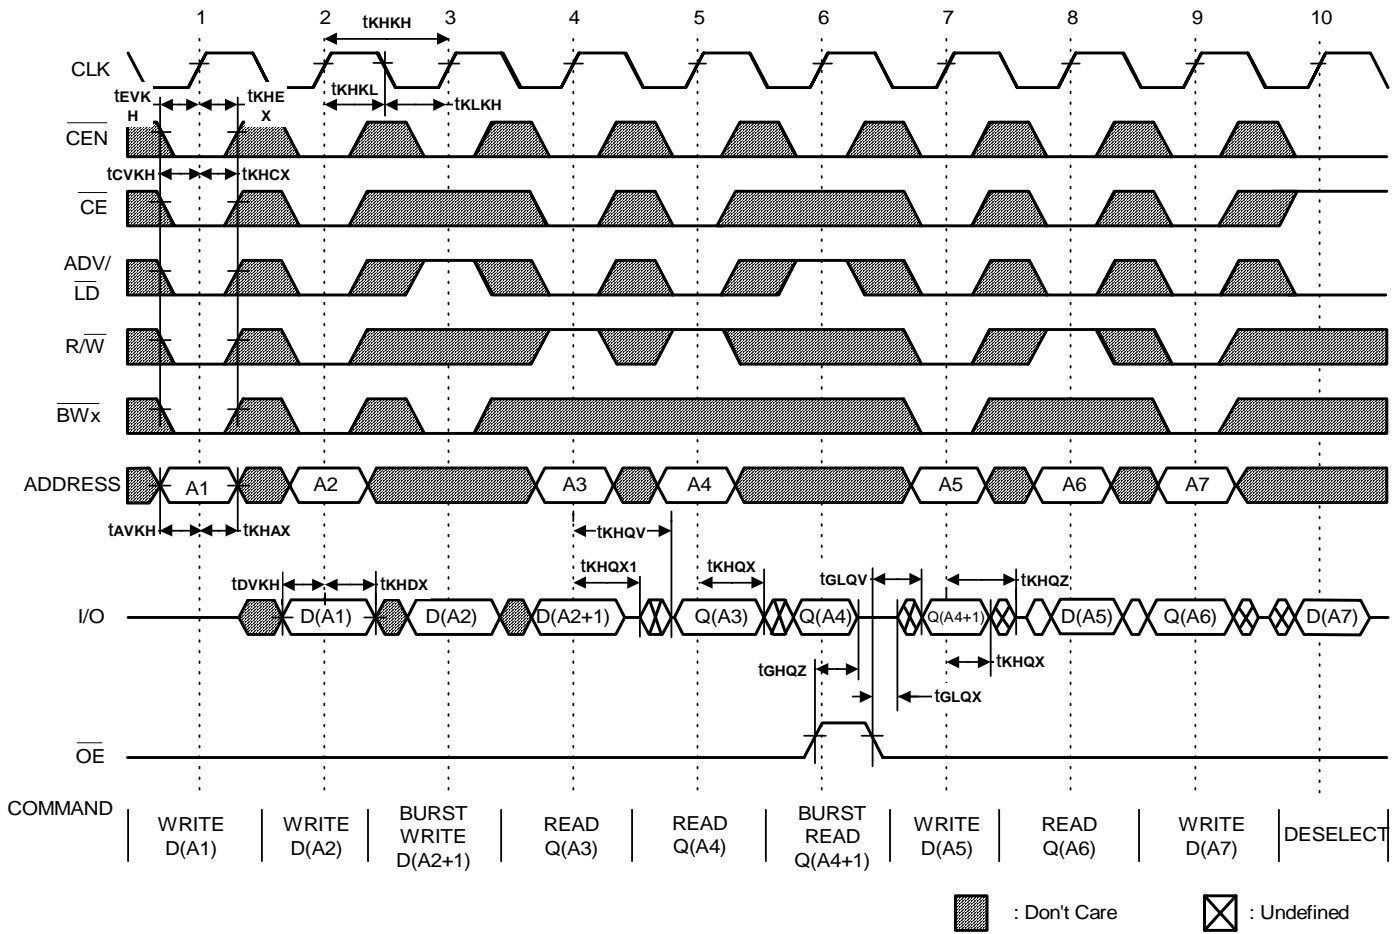 1 2 3 4 5 6 7 8 9 10
tKHKH
CLK
tKHKL tKLKH
tEVK
H
tKHE
X
CEN
tCVKH tKHCX
CE
ADV/
LD
R/W
BWx
ADDRESS A1 A2 A3 A4 A5 A6 A7
tAVKH tKHAX tKHQV
tDVKH tKHDX tKHQX1 tKHQX tGLQV tKHQZ
I/O D(A1) D(A2) D(A2+1) Q(A3) Q(A4) Q(A4+1) D(A5) Q(A6) D(A7)
tGHQZ tKHQX
tGLQX
OE
COMMAND
WRITE
D(A1)
WRITE
D(A2)
BURST
WRITE
D(A2+1)
READ
Q(A3)
READ
Q(A4)
BURST
READ
Q(A4+1)
WRITE
D(A5)
READ
Q(A6)
WRITE
D(A7)
DESELECT
: Don't Care
: Undefined